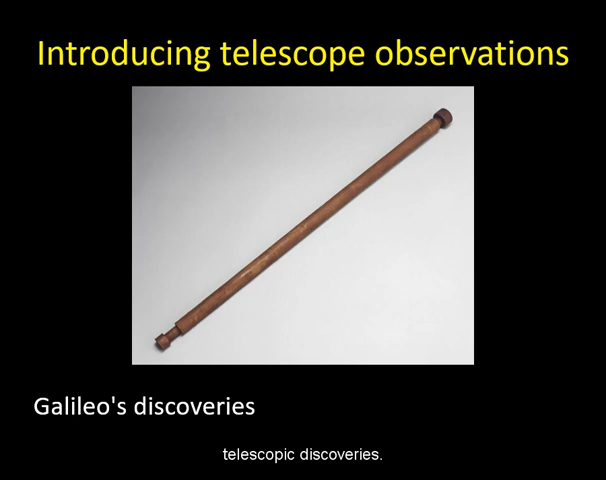 Introducing telescope observations
Galileo's discoveries
telescopic discoveries.